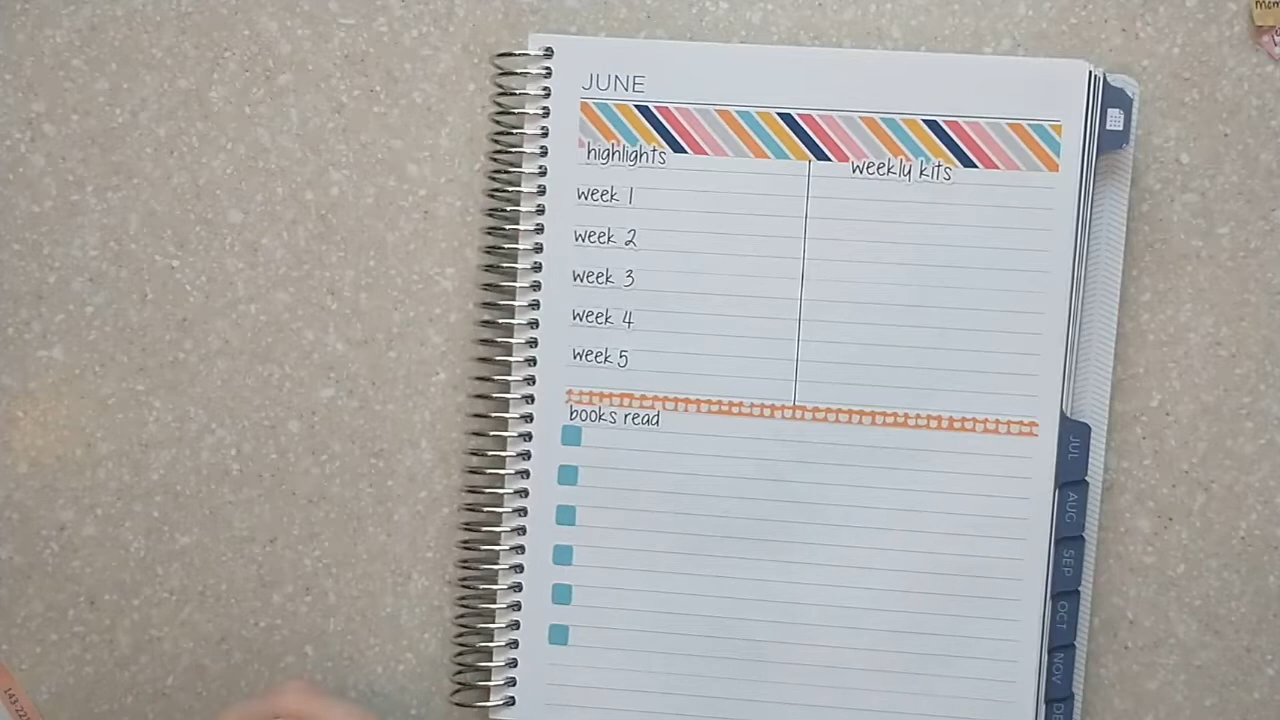 JUNE
highlights
weekly kits
week 1
week 2
week 3
week 4
week 5
books read
JUL
AUG
SEP
OCT
NOV